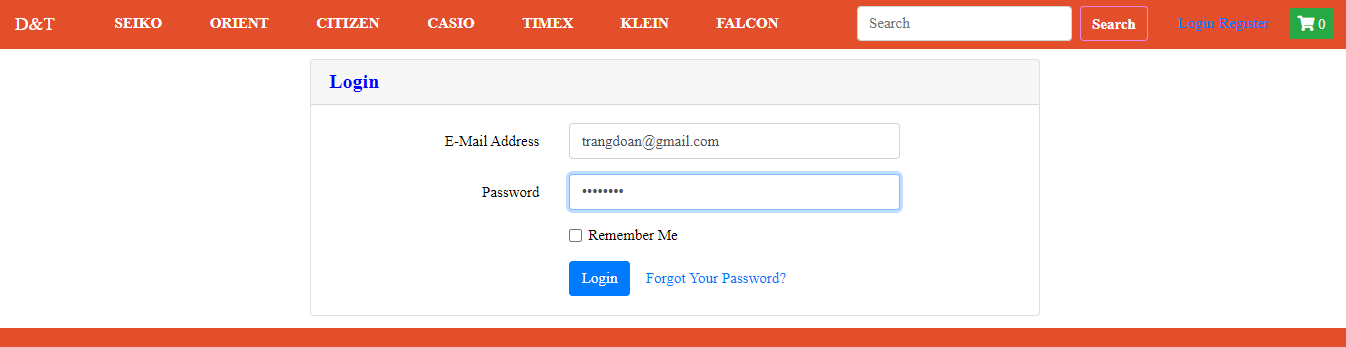 D&T SEIKO ORIENT CITIZEN CASIO TIMEX KLEIN FALCON Search Search Login Register 0
Login
E-Mail Address trangdoan@gmail.com
Password ••••••••
Remember Me
Login Forgot Your Password?